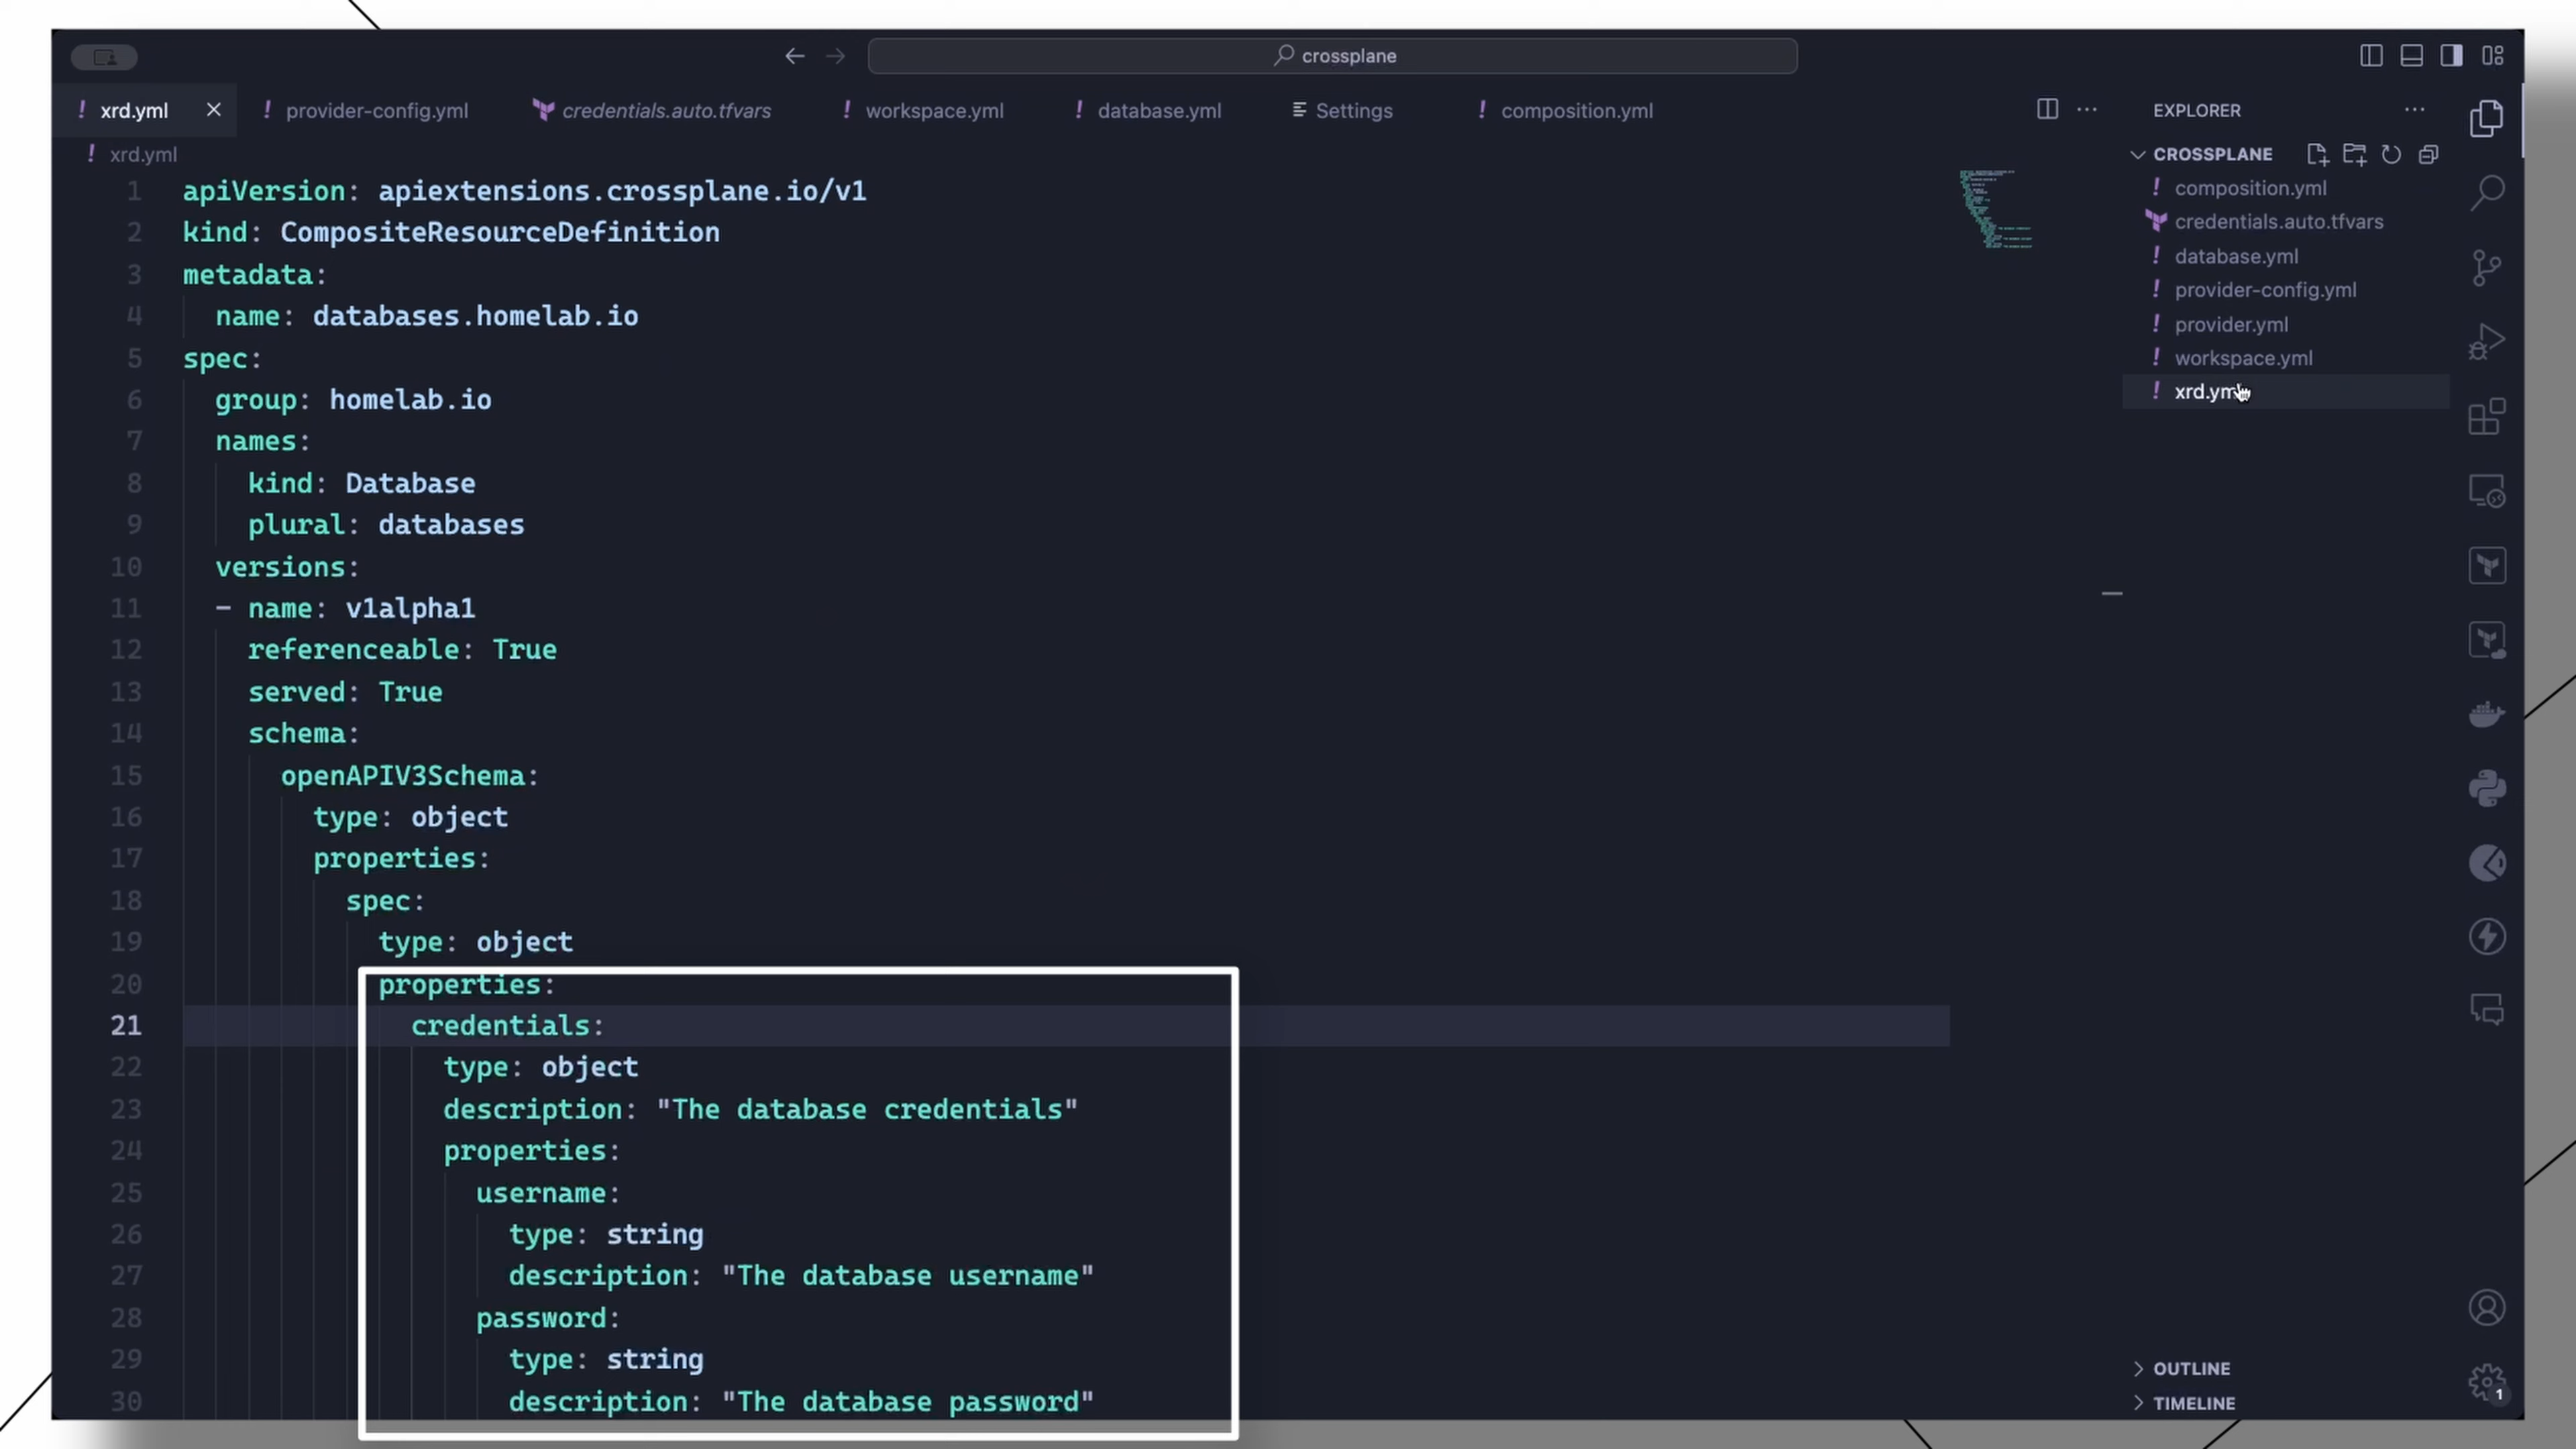 crossplane
xrd.yml
provider-config.yml
credentials.auto.tfvars
workspace.yml
database.yml
Settings
composition.yml
xrd.yml
1 apiVersion: apiextensions.crossplane.io/v1
2 kind: CompositeResourceDefinition
3 metadata:
4 name: databases.homelab.io
5 spec:
6 group: homelab.io
7 names:
8 kind: Database
9 plural: databases
10 versions:
11 - name: v1alpha1
12 referenceable: True
13 served: True
14 schema:
15 openAPIV3Schema:
16 type: object
17 properties:
18 spec:
19 type: object
20 properties:
21 credentials:
22 type: object
23 description: "The database credentials"
24 properties:
25 username:
26 type: string
27 description: "The database username"
28 password:
29 type: string
30 description: "The database password"
EXPLORER
CROSSPLANE
composition.yml
credentials.auto.tfvars
database.yml
provider-config.yml
provider.yml
workspace.yml
xrd.yml
OUTLINE
TIMELINE
1